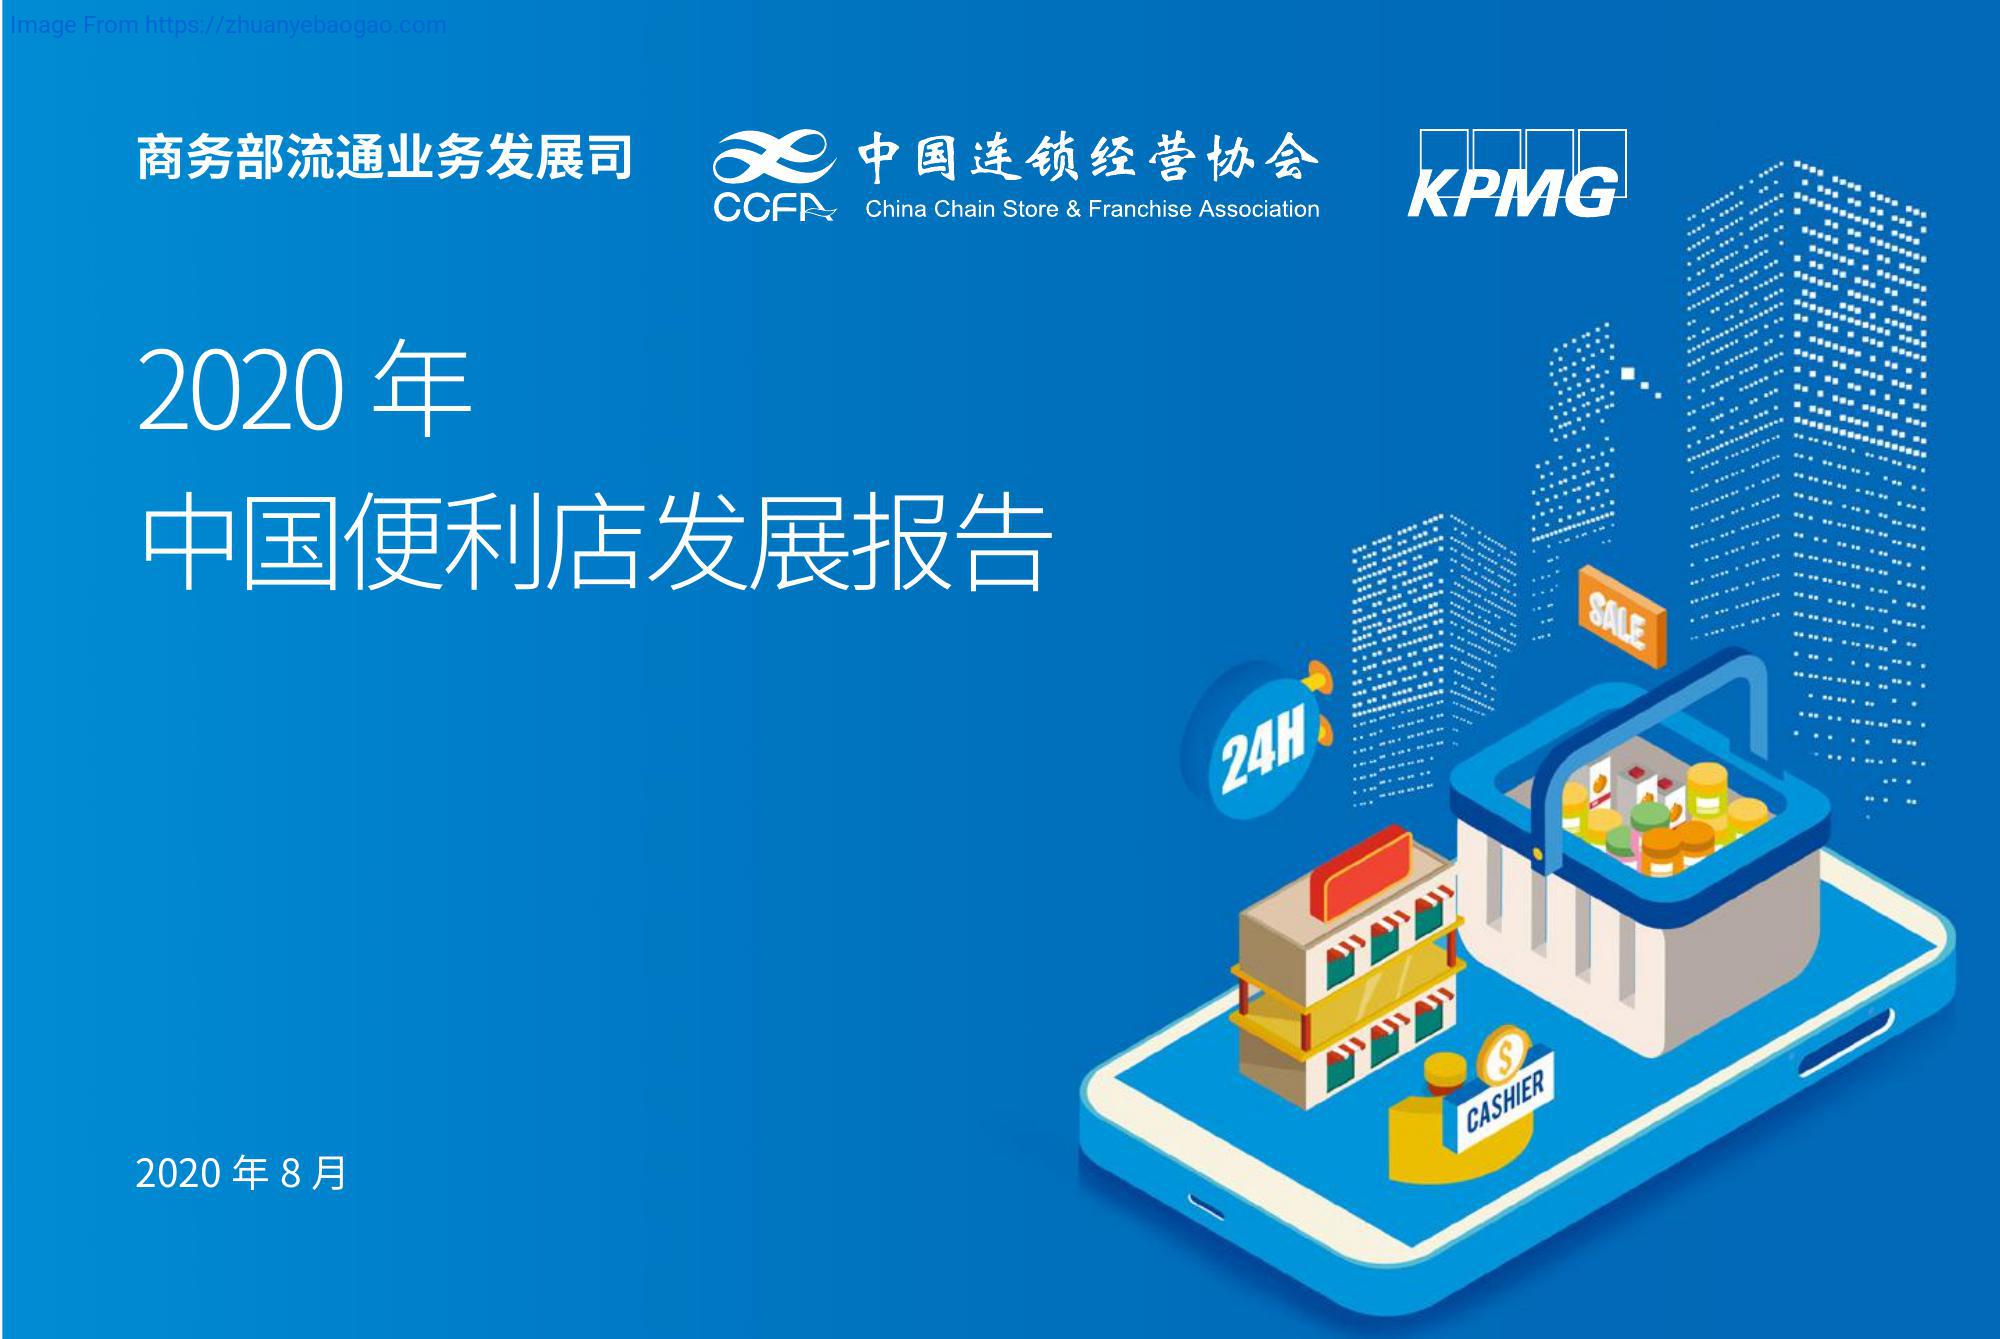 Image From https://zhuanyebaogao.com
商务部流通业务发展司
中国连锁经营协会
CCFA
China Chain Store & Franchise Association
KPMG
2020 年
中国便利店发展报告
SALE
24H
$
CASHIER
2020 年 8 月